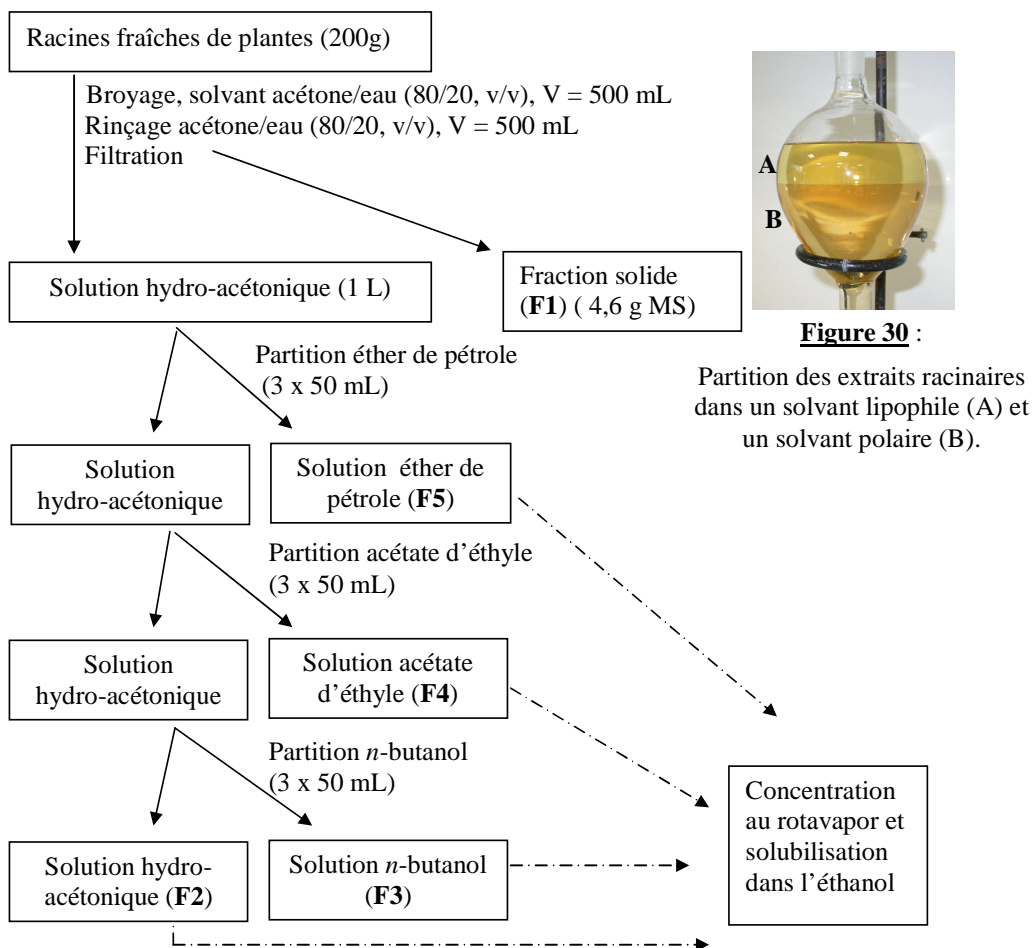 Racines fraîches de plantes (200g)
Broyage, solvant acétone/eau (80/20, v/v), V = 500 mL
Rinçage acétone/eau (80/20, v/v), V = 500 mL
Filtration
A
B
Solution hydro-acétonique (1 L)
Fraction solide
(F1) ( 4,6 g MS)
Figure 30 :
Partition des extraits racinaires
dans un solvant lipophile (A) et
un solvant polaire (B).
Partition éther de pétrole
(3 x 50 mL)
Solution
hydro-acétonique
Solution éther de
pétrole (F5)
Partition acétate d’éthyle
(3 x 50 mL)
Solution
hydro-acétonique
Solution acétate
d’éthyle (F4)
Partition n-butanol
(3 x 50 mL)
Solution hydro-
acétonique (F2)
Solution n-butanol
(F3)
Concentration
au rotavapor et
solubilisation
dans l’éthanol